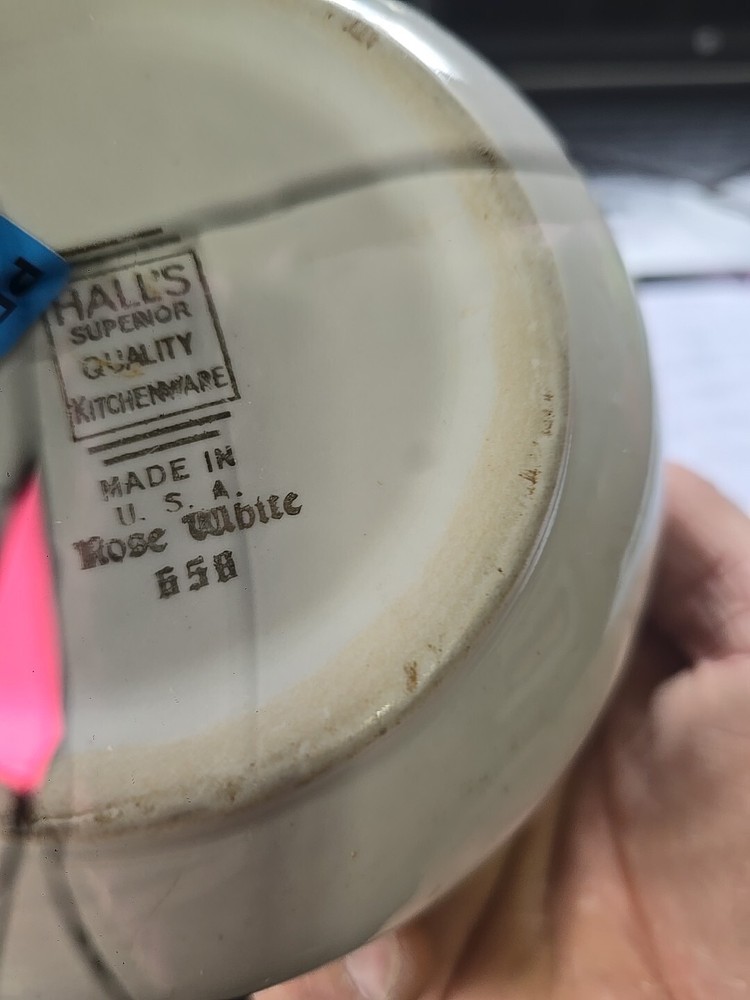 HALL'S
SUPERIOR
QUALITY
KITCHENWARE
MADE IN
U. S. A.
Rose White
658